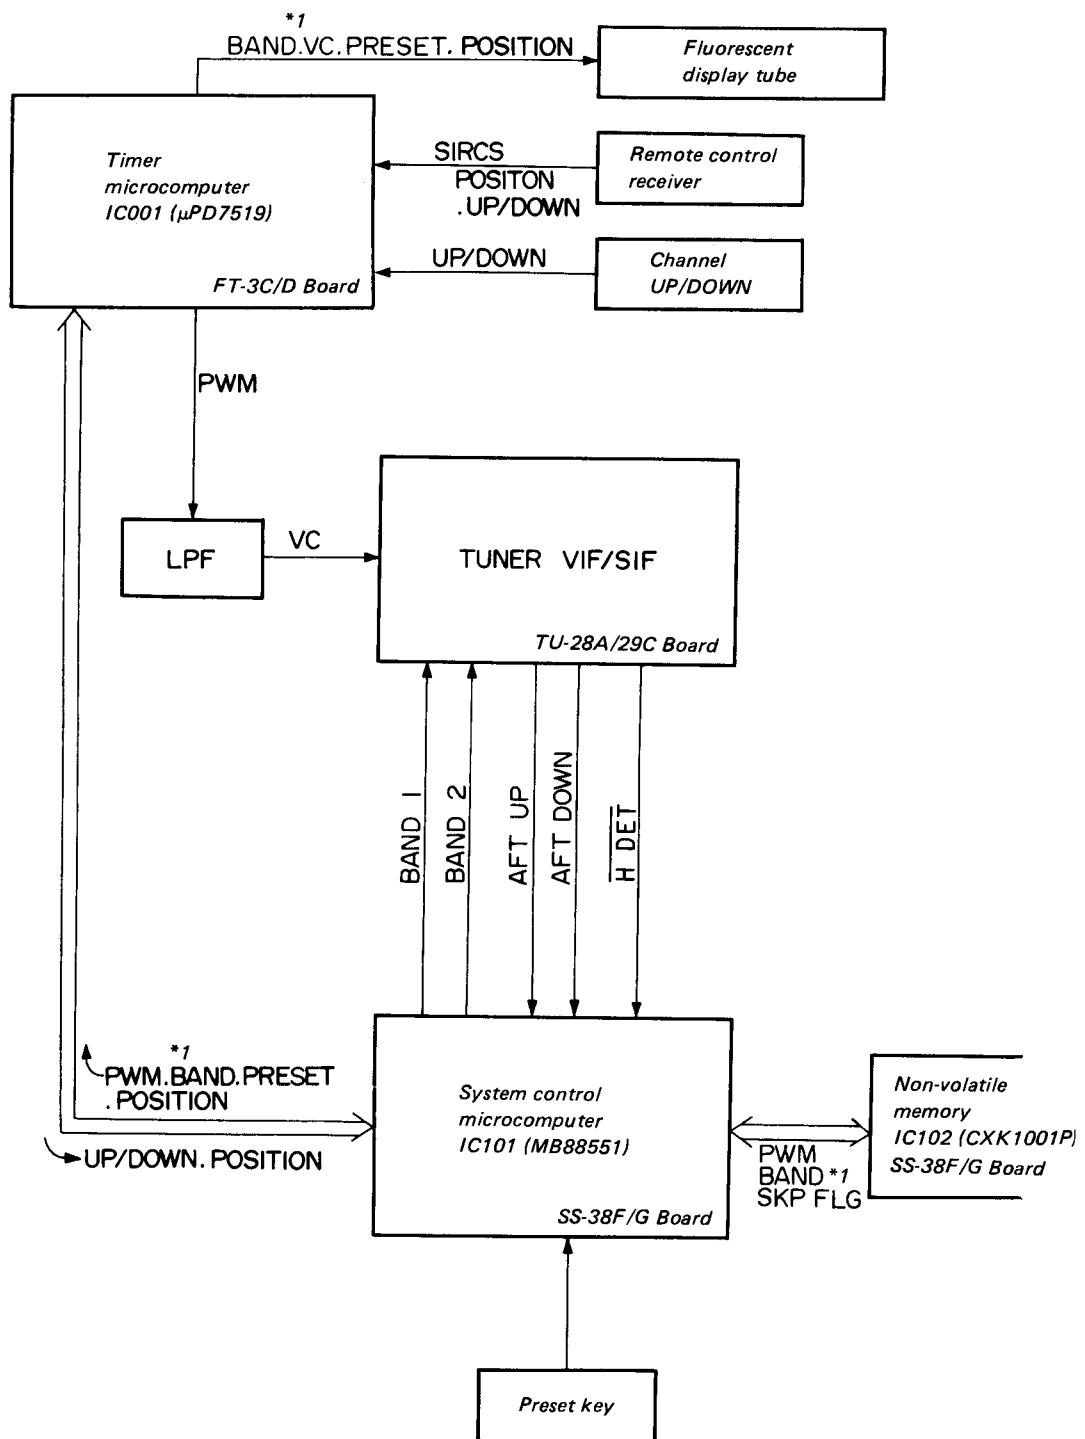 *1
BAND.VC.PRESET. POSITION
Fluorescent
display tube
Timer
microcomputer
IC001 (μPD7519)
FT-3C/D Board
SIRCS
POSITON
.UP/DOWN
Remote control
receiver
UP/DOWN
Channel
UP/DOWN
PWM
LPF
VC
TUNER VIF/SIF
TU-28A/29C Board
BAND 1
BAND 2
AFT UP
AFT DOWN
H DET
*1
PWM.BAND.PRESET
.POSITION
UP/DOWN.POSITION
System control
microcomputer
IC101 (MB88551)
SS-38F/G Board
PWM
BAND *1
SKP FLG
Non-volatile
memory
IC102 (CXK1001P)
SS-38F/G Board
Preset key